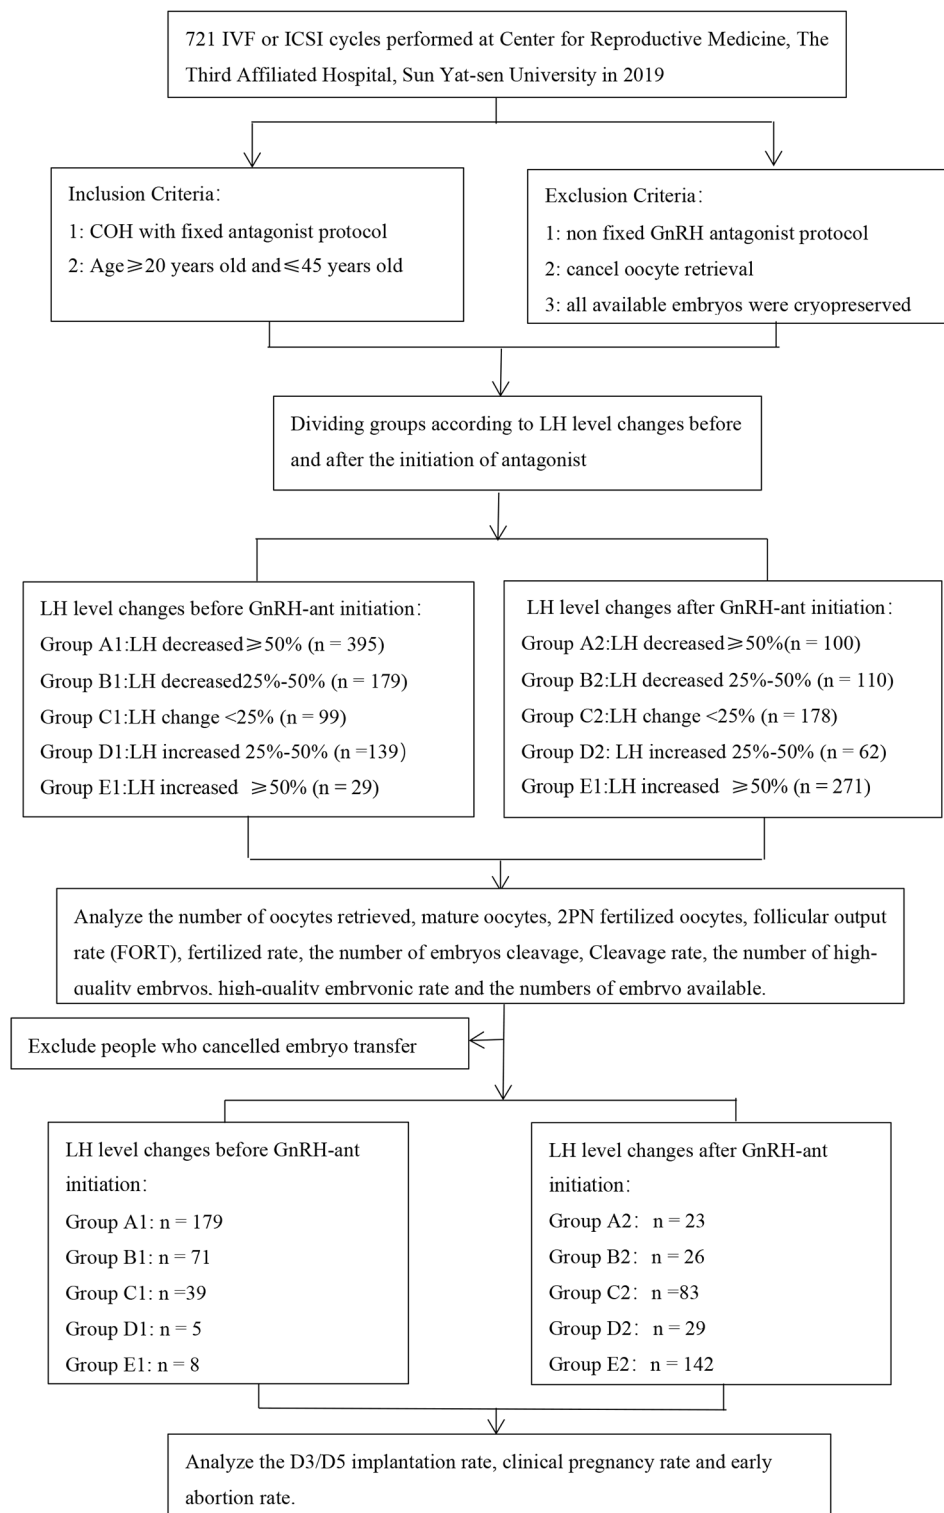 721 IVF or ICSI cycles performed at Center for Reproductive Medicine, The
Third Affiliated Hospital, Sun Yat-sen University in 2019
Inclusion Criteria：
1: COH with fixed antagonist protocol
2: Age≥20 years old and≤45 years old
Exclusion Criteria：
1: non fixed GnRH antagonist protocol
2: cancel oocyte retrieval
3: all available embryos were cryopreserved
Dividing groups according to LH level changes before
and after the initiation of antagonist
LH level changes before GnRH-ant initiation：
Group A1:LH decreased≥50% (n = 395)
Group B1:LH decreased25%-50% (n = 179)
Group C1:LH change <25% (n = 99)
Group D1:LH increased 25%-50% (n =139）
Group E1:LH increased ≥50% (n = 29)
LH level changes after GnRH-ant initiation：
Group A2:LH decreased≥50%(n = 100)
Group B2:LH decreased 25%-50% (n = 110)
Group C2:LH change <25% (n = 178)
Group D2: LH increased 25%-50% (n = 62)
Group E1:LH increased ≥50% (n = 271)
Analyze the number of oocytes retrieved, mature oocytes, 2PN fertilized oocytes, follicular output
rate (FORT), fertilized rate, the number of embryos cleavage, Cleavage rate, the number of high-
quality embryos, high-quality embryonic rate and the numbers of embryo available.
Exclude people who cancelled embryo transfer
LH level changes before GnRH-ant
initiation：
Group A1: n = 179
Group B1: n = 71
Group C1: n =39
Group D1: n = 5
Group E1: n = 8
LH level changes after GnRH-ant
initiation：
Group A2： n = 23
Group B2： n = 26
Group C2： n =83
Group D2： n = 29
Group E2： n = 142
Analyze the D3/D5 implantation rate, clinical pregnancy rate and early
abortion rate.